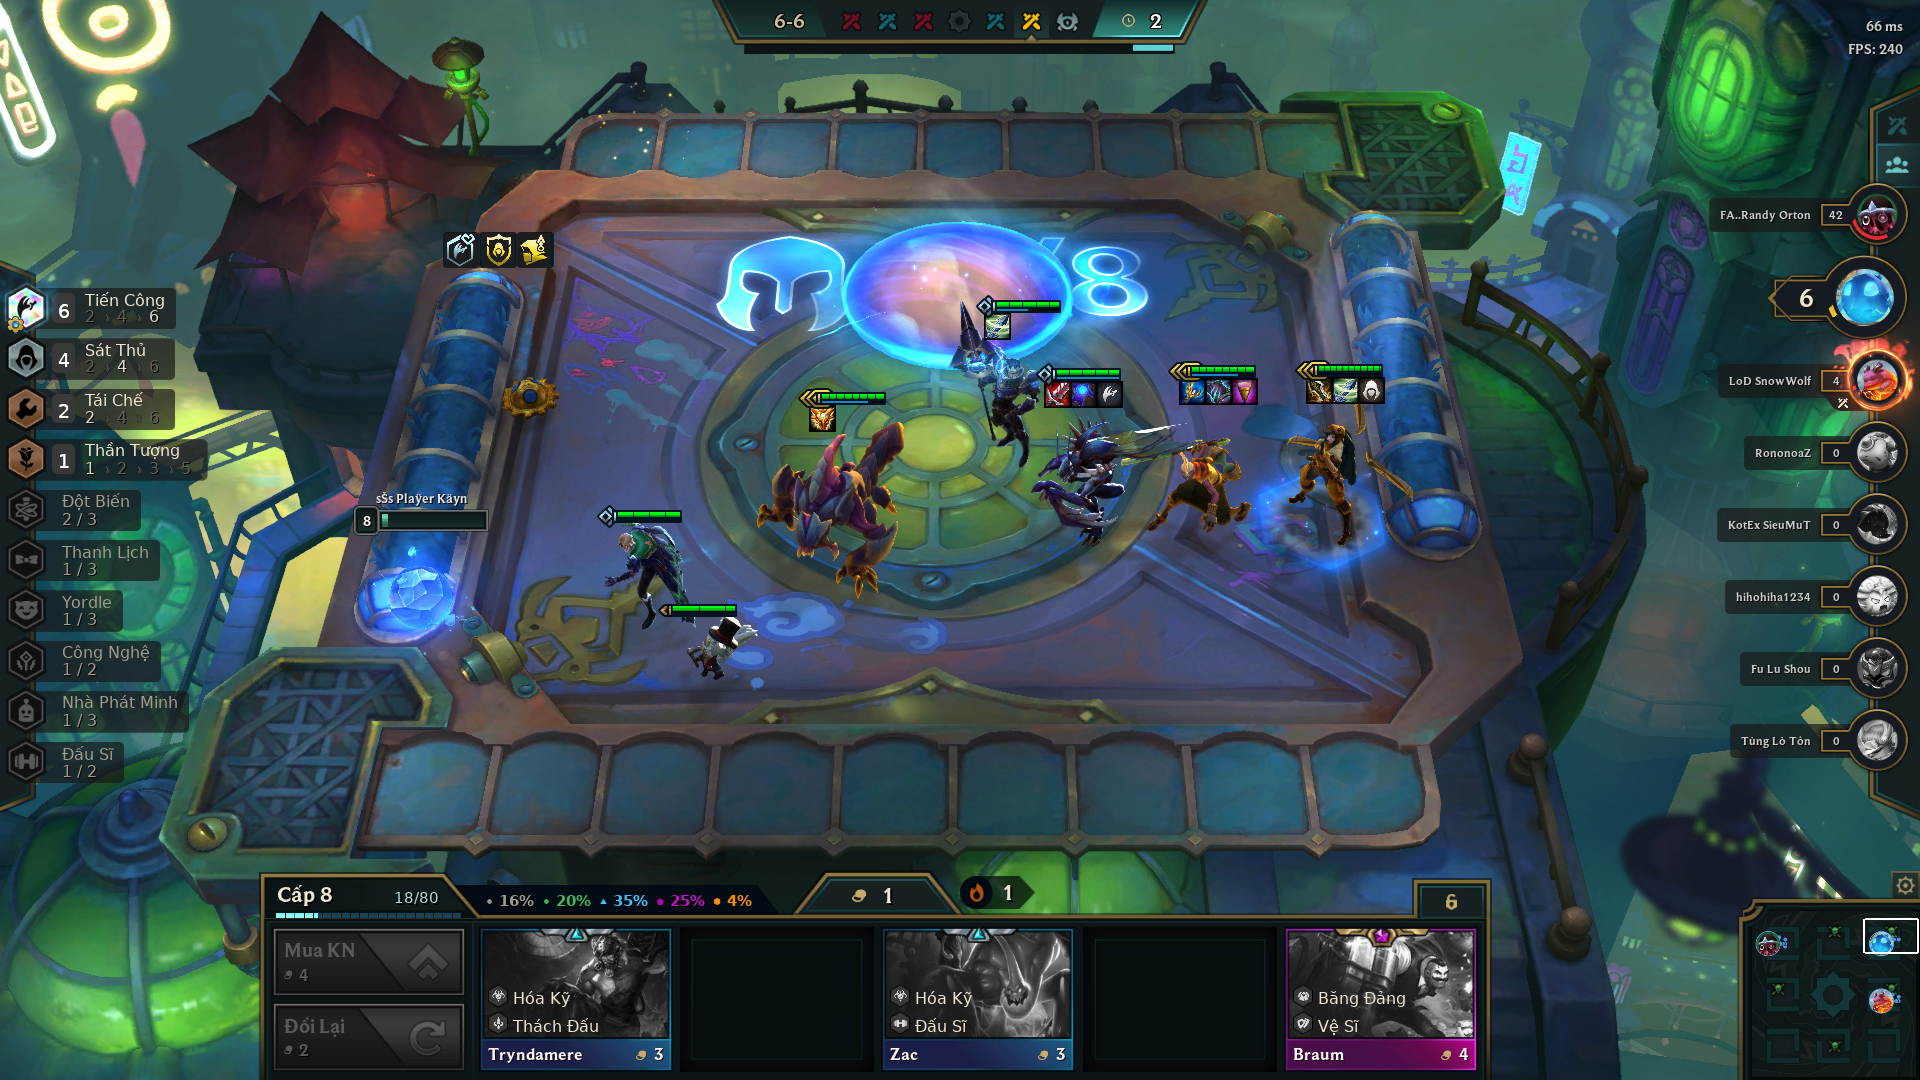 6-6
2
66 ms
FPS: 240
8
FA..Randy Orton
42
6
LoD SnowWolf
4
RononoaZ
0
KotEx SieuMuT
0
hihohiha1234
0
Fu Lu Shou
0
Tùng Lò Tôn
0
6
Tiến Công
2 › 4 › 6
4
Sát Thủ
2 › 4 › 6
2
Tái Chế
2 › 4 › 6
1
Thần Tượng
1 › 2 › 3 › 5
Đột Biến
2 / 3
Thanh Lịch
1 / 3
Yordle
1 / 3
Công Nghệ
1 / 2
Nhà Phát Minh
1 / 3
Đấu Sĩ
1 / 2
sSs Player Kayn
8
Cấp 8
18/80
16%
20%
35%
25%
4%
1
1
6
Mua KN
4
Đổi Lại
2
Hóa Kỹ
Thách Đấu
Tryndamere
3
Hóa Kỹ
Đấu Sĩ
Zac
3
Băng Đảng
Vệ Sĩ
Braum
4